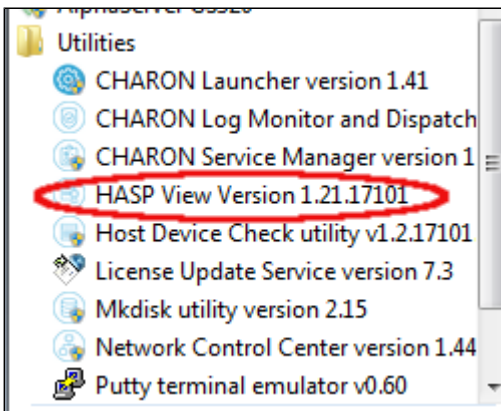 AlphaServer GS320
Utilities
CHARON Launcher version 1.41
CHARON Log Monitor and Dispatch
CHARON Service Manager version 1
HASP View Version 1.21.17101
Host Device Check utility v1.2.17101
License Update Service version 7.3
Mkdisk utility version 2.15
Network Control Center version 1.44
Putty terminal emulator v0.60